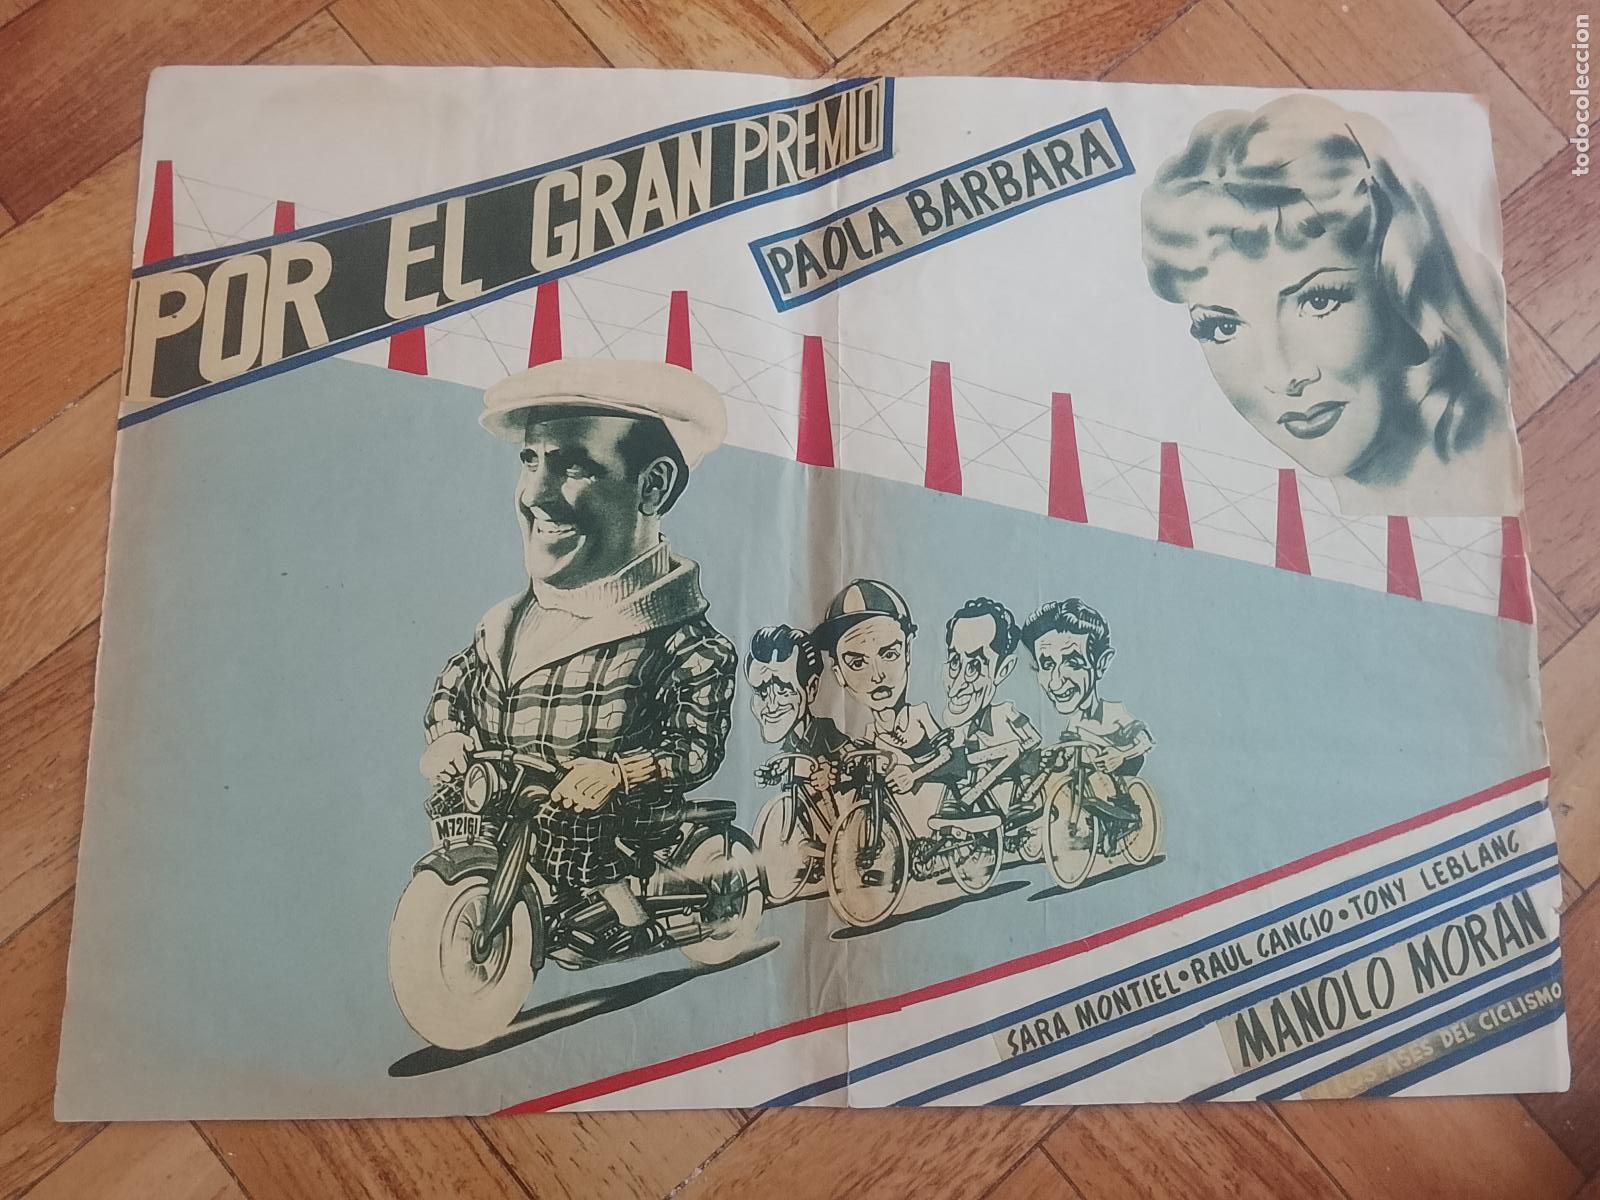 POR EL GRAN PREMIO
PAOLA BARBARA
M72161
SARA MONTIEL • RAUL CANCIO • TONY LEBLANC
MANOLO MORAN
LOS ASES DEL CICLISMO
todocoleccion